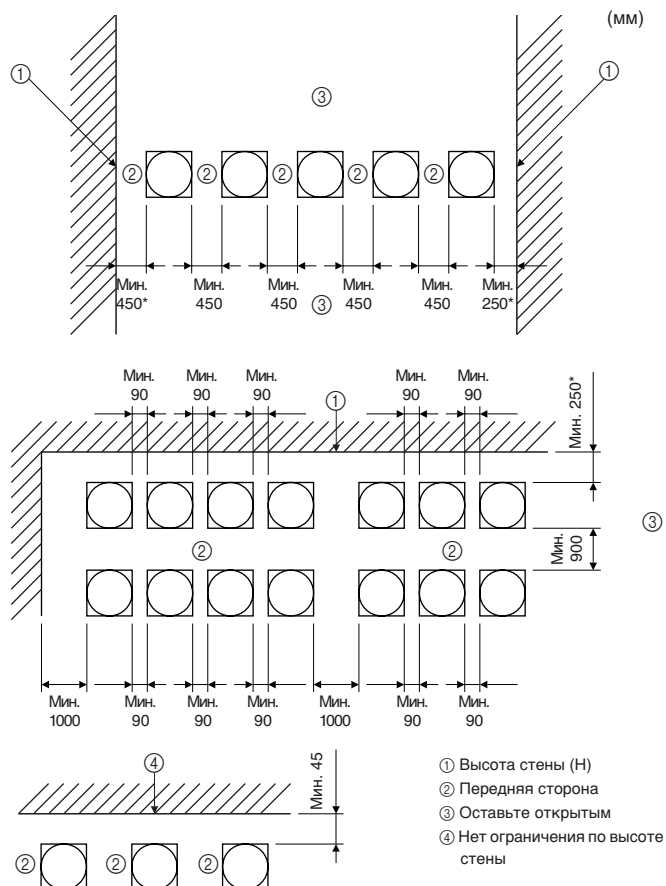 (мм)
① ①
③
② ② ② ② ②
Мин. Мин. Мин. Мин. Мин. Мин.
450* 450 450 ③ 450 450 250*
Мин. Мин. Мин. Мин. Мин.
90 90 90 ① 90 90
Мин. 250*
③
② ②
Мин.
900
Мин. Мин. Мин. Мин. Мин. Мин. Мин.
1000 90 90 90 1000 90 90
④
Мин. 45
② ② ②
① Высота стены (H)
② Передняя сторона
③ Оставьте открытым
④ Нет ограничения по высоте
стены